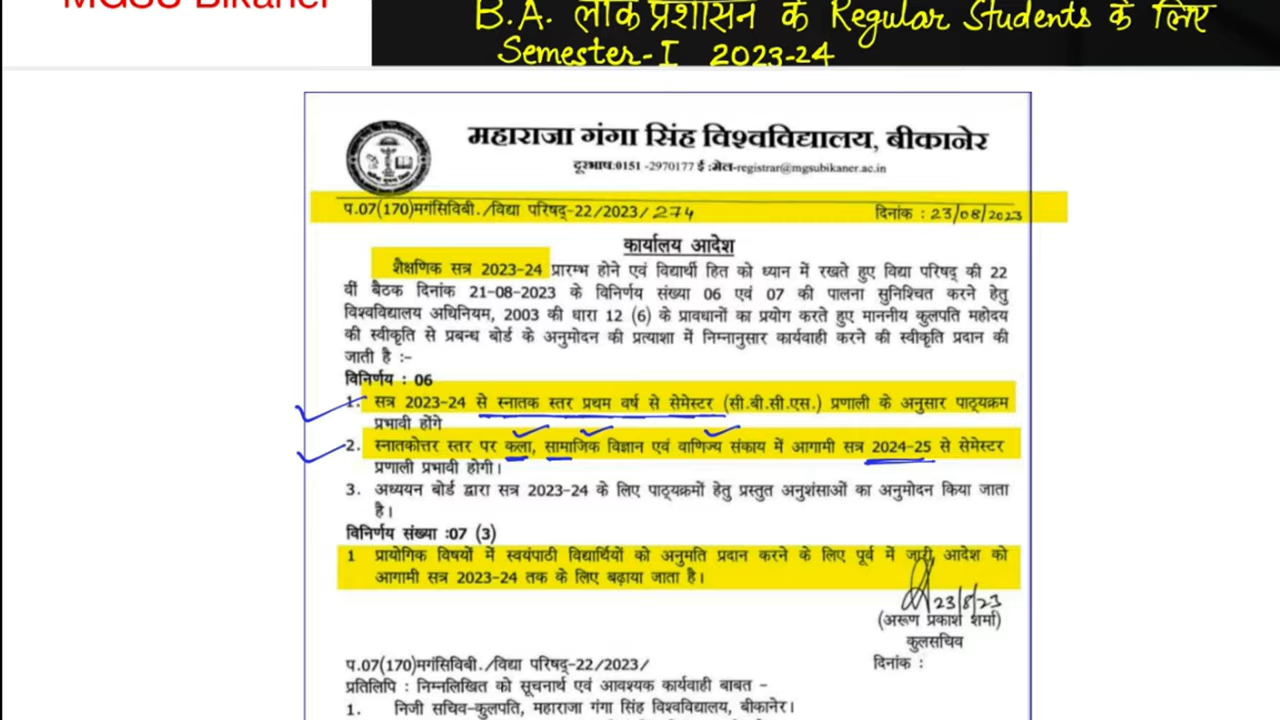 MGSU Bikaner
B.A. लोक प्रशासन के Regular Students के लिए
Semester-I 2023-24
महाराजा गंगा सिंह विश्वविद्यालय, बीकानेर
दूरभाष:0151 -2970177 ई :मेल-registrar@mgsubikaner.ac.in
प.07(170)मगंसिविबी./विद्या परिषद्-22/2023/274 दिनांक : 23/08/2023
कार्यालय आदेश
शैक्षणिक सत्र 2023-24 प्रारम्भ होने एवं विद्यार्थी हित को ध्यान में रखते हुए विद्या परिषद् की 22
वीं बैठक दिनांक 21-08-2023 के विनिर्णय संख्या 06 एवं 07 की पालना सुनिश्चित करने हेतु
विश्वविद्यालय अधिनियम, 2003 की धारा 12 (6) के प्रावधानों का प्रयोग करते हुए माननीय कुलपति महोदय
की स्वीकृति से प्रबन्ध बोर्ड के अनुमोदन की प्रत्याशा में निम्नानुसार कार्यवाही करने की स्वीकृति प्रदान की
जाती है :-
विनिर्णय : 06
1. सत्र 2023-24 से स्नातक स्तर प्रथम वर्ष से सेमेस्टर (सी.बी.सी.एस.) प्रणाली के अनुसार पाठ्यक्रम
प्रभावी होंगे
2. स्नातकोत्तर स्तर पर कला, सामाजिक विज्ञान एवं वाणिज्य संकाय में आगामी सत्र 2024-25 से सेमेस्टर
प्रणाली प्रभावी होगी।
3. अध्ययन बोर्ड द्वारा सत्र 2023-24 के लिए पाठ्यक्रमों हेतु प्रस्तुत अनुशंसाओं का अनुमोदन किया जाता
है।
विनिर्णय संख्या :07 (3)
1 प्रायोगिक विषयों में स्वयंपाठी विद्यार्थियों को अनुमति प्रदान करने के लिए पूर्व में जारी आदेश को
आगामी सत्र 2023-24 तक के लिए बढ़ाया जाता है।
23/8/23
(अरूण प्रकाश शर्मा)
कुलसचिव
प.07(170)मगंसिविबी./विद्या परिषद्-22/2023/ दिनांक :
प्रतिलिपि : निम्नलिखित को सूचनार्थ एवं आवश्यक कार्यवाही बाबत -
1. निजी सचिव-कुलपति, महाराजा गंगा सिंह विश्वविद्यालय, बीकानेर।